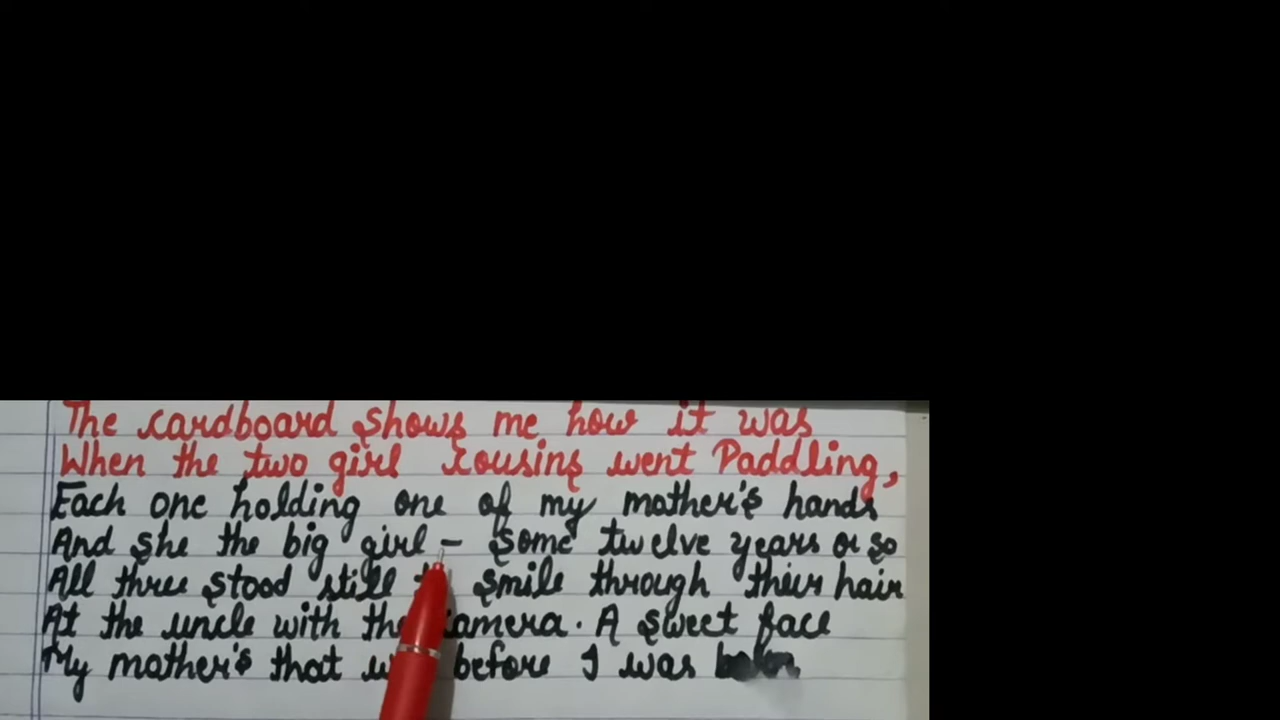 The cardboard shows me how it was
When the two girl cousins went Paddling,
Each one holding one of my mother's hands
And she the big girl - some twelve years or so
All three stood still smile through thier hair
At the uncle with the camera. A sweet face
My mother's that before I was